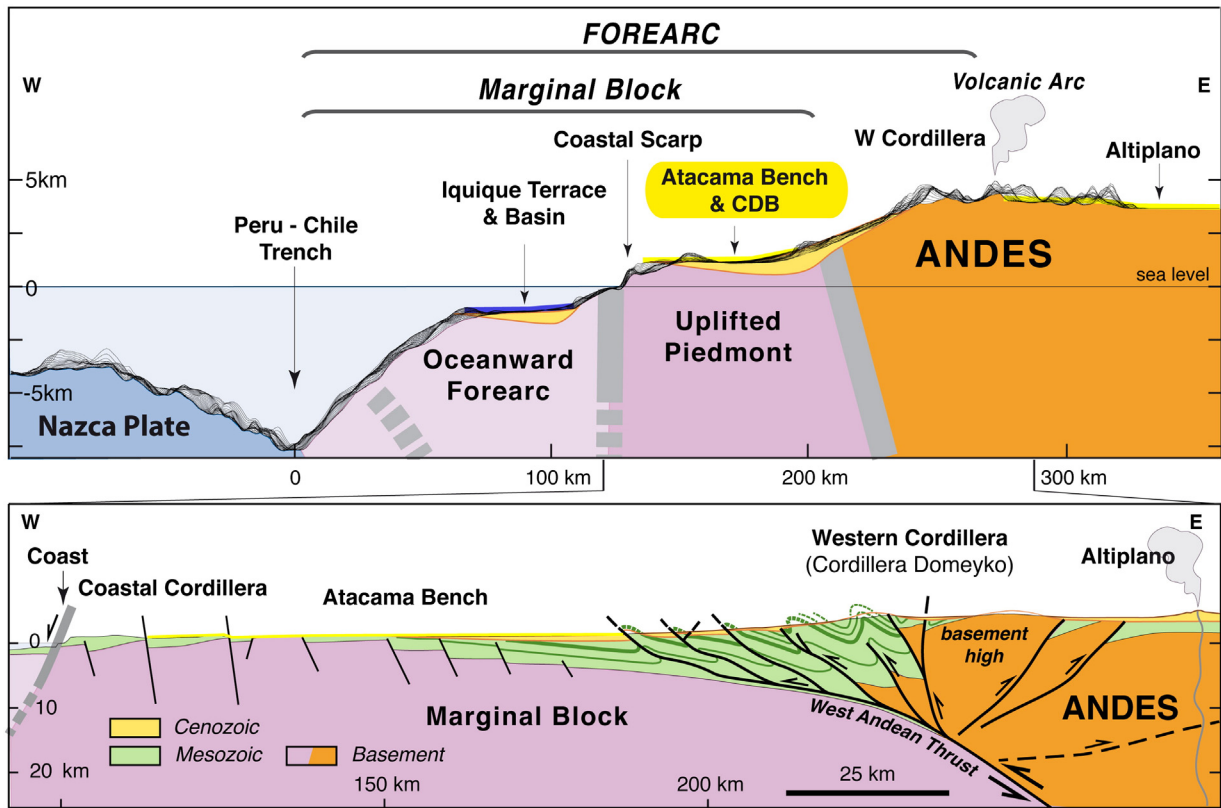 FOREARC
W
Marginal Block
Volcanic Arc
E
Coastal Scarp
W Cordillera
Altiplano
5km
Iquique Terrace
& Basin
Atacama Bench
& CDB
Peru - Chile
Trench
ANDES
sea level
0
Uplifted
Piedmont
Oceanward
Forearc
-5km
Nazca Plate
0
100 km
200 km
300 km
W
E
Coast
Western Cordillera
(Cordillera Domeyko)
Altiplano
Coastal Cordillera
Atacama Bench
0
basement
high
10
Marginal Block
West Andean Thrust
ANDES
Cenozoic
Mesozoic
Basement
20 km
150 km
200 km
25 km